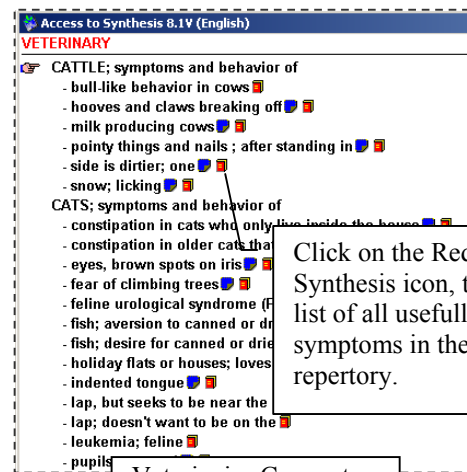 Access to Synthesis 8.1V (English)
VETERINARY
CATTLE; symptoms and behavior of
- bull-like behavior in cows
- hooves and claws breaking off
- milk producing cows
- pointy things and nails ; after standing in
- side is dirtier; one
- snow; licking
CATS; symptoms and behavior of
- constipation in cats who only live inside the house
- constipation in older cats that
- eyes, brown spots on iris
- fear of climbing trees
- feline urological syndrome (F
- fish; aversion to canned or dr
- fish; desire for canned or drie
- holiday flats or houses; loves
- indented tongue
- lap, but seeks to be near the
- lap; doesn't want to be on the
- leukemia; feline
- pupils
Click on the Red
Synthesis icon, t
list of all usefull
symptoms in the
repertory.